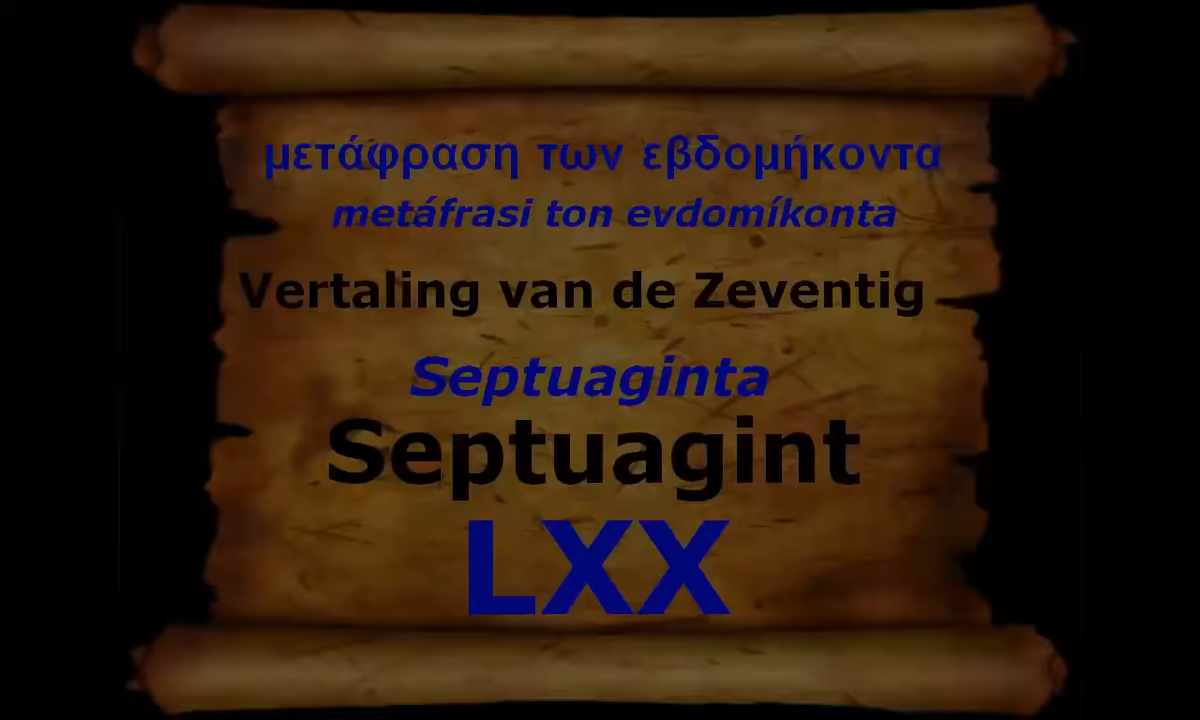 μετάφραση των εβδομήκοντα
metáfrasi ton evdomíkonta
Vertaling van de Zeventig
Septuaginta
Septuagint
LXX